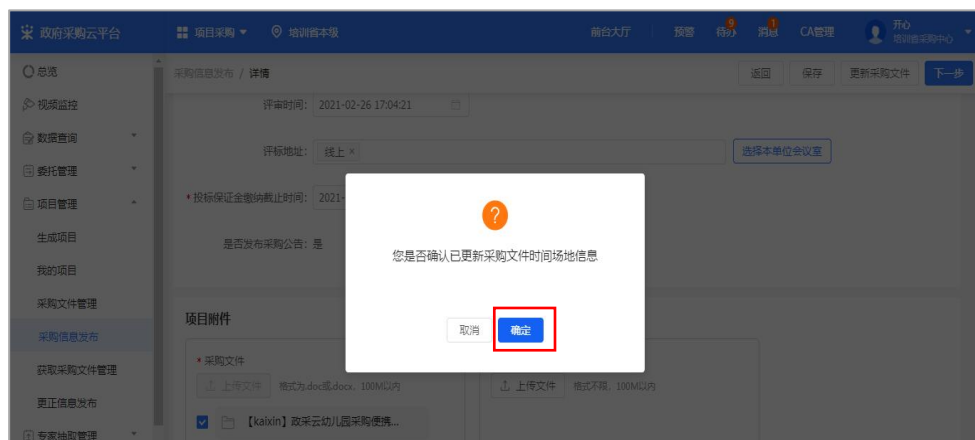 政府采购云平台
项目采购
培训省本级
前台大厅
预警
待办
9
消息
1
CA管理
开心
培训省采购中心
总览
视频监控
数据查询
委托管理
项目管理
生成项目
我的项目
采购文件管理
采购信息发布
获取采购文件管理
更正信息发布
专家抽取管理
采购信息发布 / 详情
返回
保存
更新采购文件
下一步
评审时间: 2021-02-26 17:04:21
评标地址: 线上 ×
选择本单位会议室
* 投标保证金缴纳截止时间: 2021-
是否发布采购公告: 是
?
您是否确认已更新采购文件时间场地信息
取消
确定
项目附件
* 采购文件
上传文件 格式为.doc或.docx, 100M以内
【kaixin】政采云幼儿园采购便携...
上传文件 格式不限, 100M以内